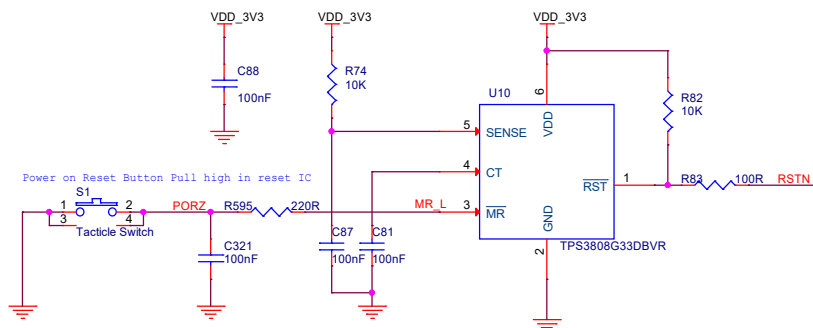 VDD_3V3 VDD_3V3 VDD_3V3
C88
100nF
R74
10K
U10
R82
10K
6
VDD
5 SENSE
4 CT
3 MR
1
RST
R83 100R RSTN
GND
2
TPS3808G33DBVR
Power on Reset Button Pull high in reset IC
S1
1 2
3 4
Tacticle Switch
PORZ
R595 220R
MR_L
C321
100nF
C87
100nF
C81
100nF